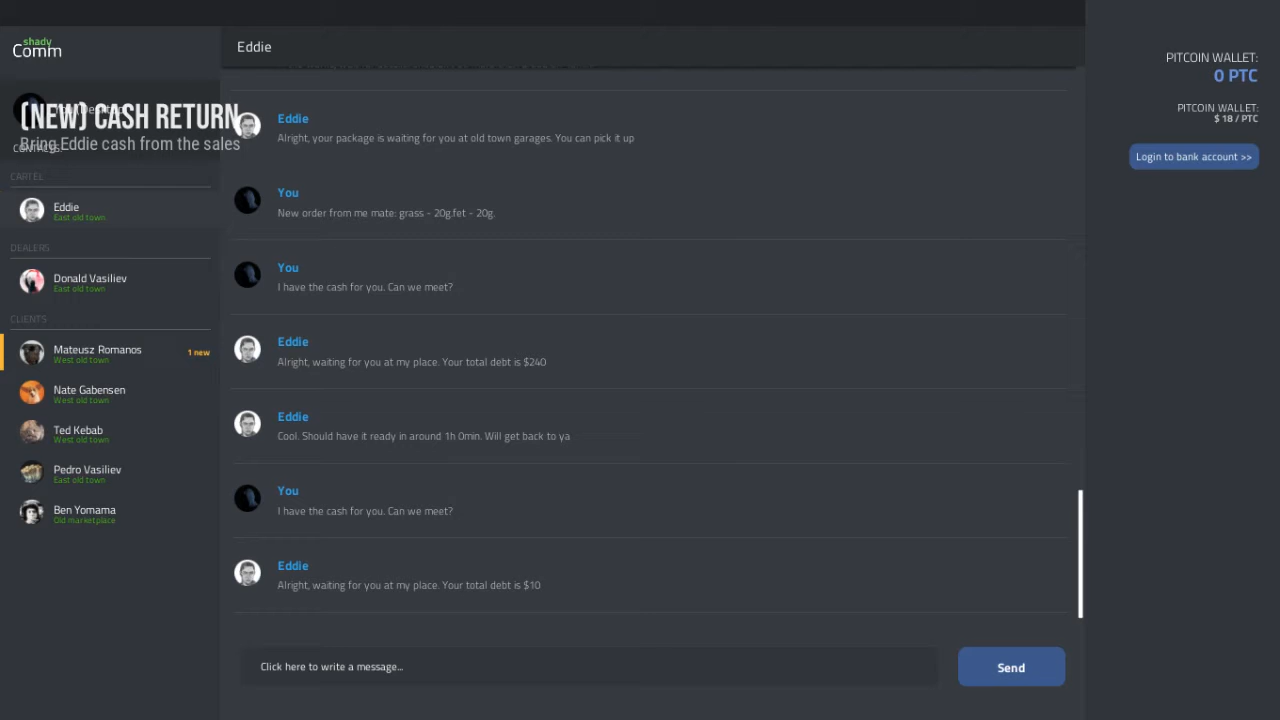 shady
Comm
(NEW) CASH RETURN
Bring Eddie cash from the sales
CONTACTS
CARTEL
Eddie
East old town
DEALERS
Donald Vasiliev
East old town
CLIENTS
Mateusz Romanos
West old town
1 new
Nate Gabensen
West old town
Ted Kebab
West old town
Pedro Vasiliev
East old town
Ben Yomama
Old marketplace
Eddie
Eddie
Alright, your package is waiting for you at old town garages. You can pick it up
You
New order from me mate: grass - 20g.fet - 20g.
You
I have the cash for you. Can we meet?
Eddie
Alright, waiting for you at my place. Your total debt is $240
Eddie
Cool. Should have it ready in around 1h 0min. Will get back to ya
You
I have the cash for you. Can we meet?
Eddie
Alright, waiting for you at my place. Your total debt is $10
Click here to write a message...
Send
PITCOIN WALLET:
0 PTC
PITCOIN WALLET:
$ 18 / PTC
Login to bank account >>